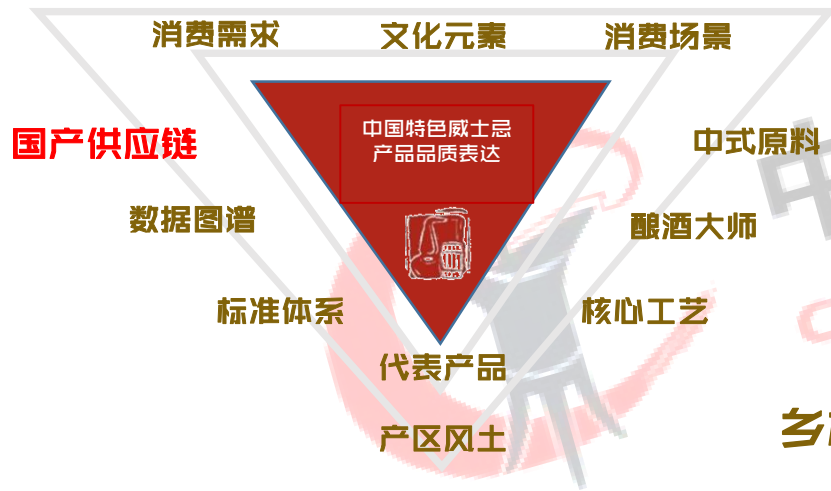 消费需求 文化元素 消费场景
中国特色威士忌
产品品质表达
国产供应链
中式原料
数据图谱
酿酒大师
标准体系
核心工艺
代表产品
产区风土
乡